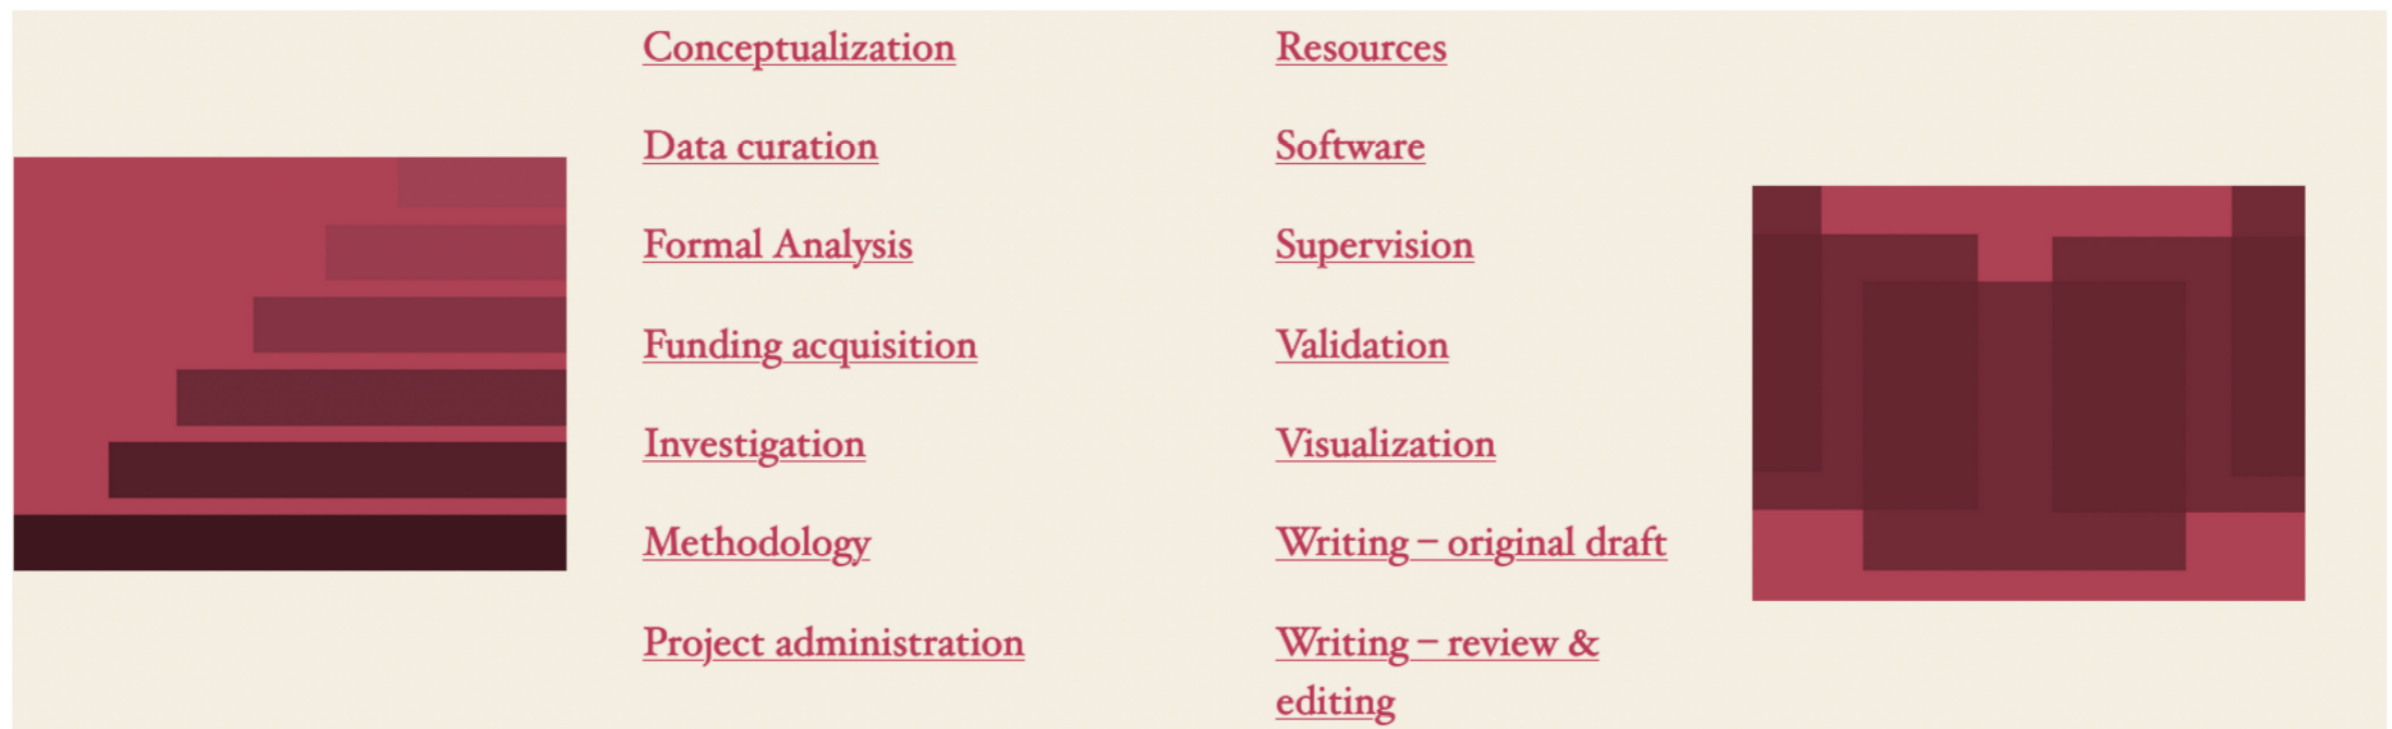 Conceptualization
Data curation
Formal Analysis
Funding acquisition
Investigation
Methodology
Project administration
Resources
Software
Supervision
Validation
Visualization
Writing – original draft
Writing – review &
editing